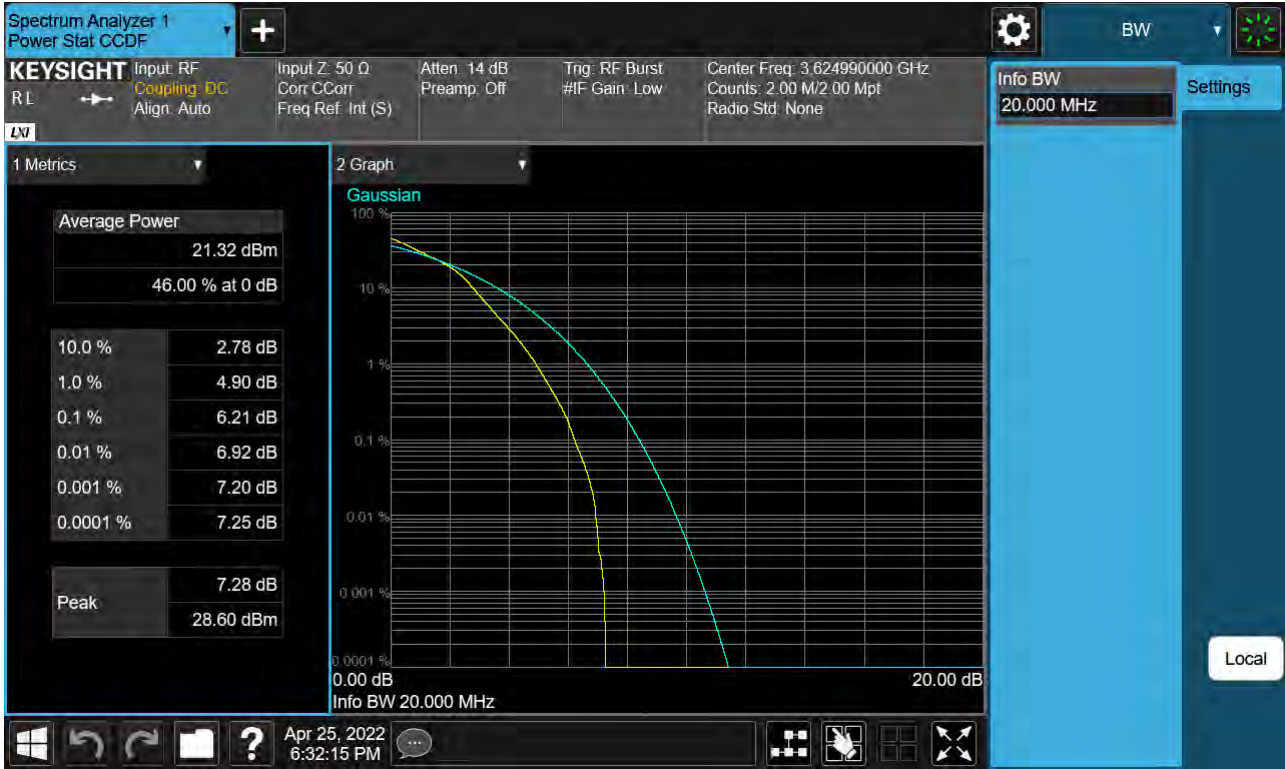 Spectrum Analyzer 1
Power Stat CCDF
BW
KEYSIGHT
R L
LXI
Input: RF
Coupling: DC
Align: Auto
Input Z: 50 Ω
Corr CCorr
Freq Ref: Int (S)
Atten: 14 dB
Preamp: Off
Trig: RF Burst
#IF Gain: Low
Center Freq: 3.624990000 GHz
Counts: 2.00 M/2.00 Mpt
Radio Std: None
Info BW
20.000 MHz
Settings
1 Metrics
Average Power
21.32 dBm
46.00 % at 0 dB
10.0 % 2.78 dB
1.0 % 4.90 dB
0.1 % 6.21 dB
0.01 % 6.92 dB
0.001 % 7.20 dB
0.0001 % 7.25 dB
Peak
7.28 dB
28.60 dBm
2 Graph
Gaussian
100 %
10 %
1 %
0.1 %
0.01 %
0.001 %
0.0001 %
0.00 dB 20.00 dB
Info BW 20.000 MHz
Local
?
Apr 25, 2022
6:32:15 PM